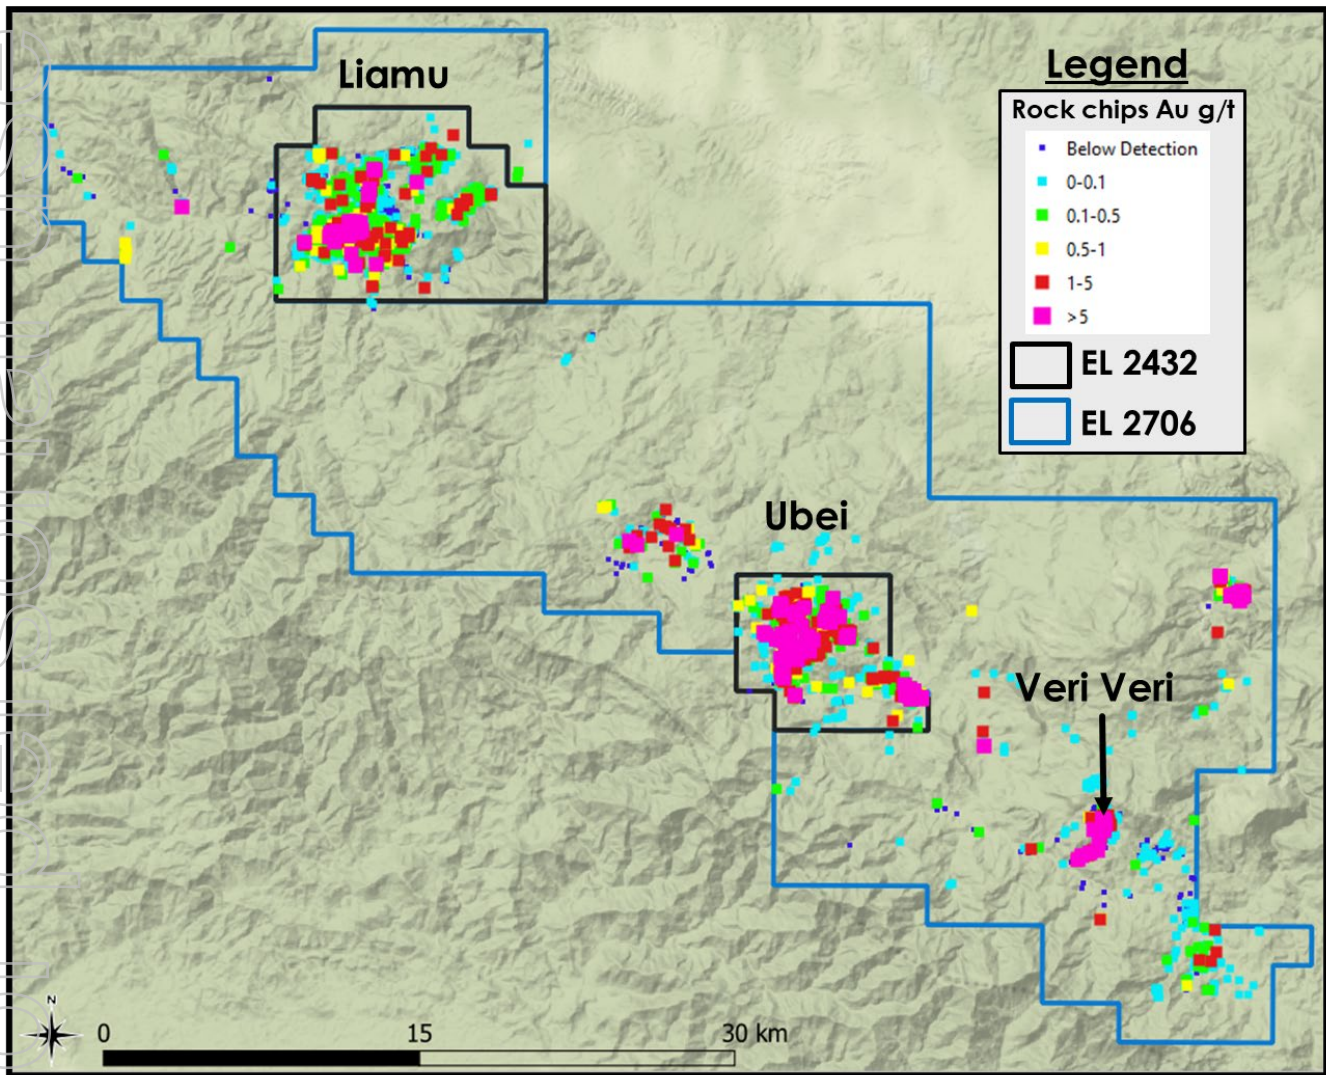 Liamu
Legend
Rock chips Au g/t
Below Detection
0-0.1
0.1-0.5
0.5-1
1-5
>5
EL 2432
EL 2706
Ubei
Veri Veri
N
0 15 30 km